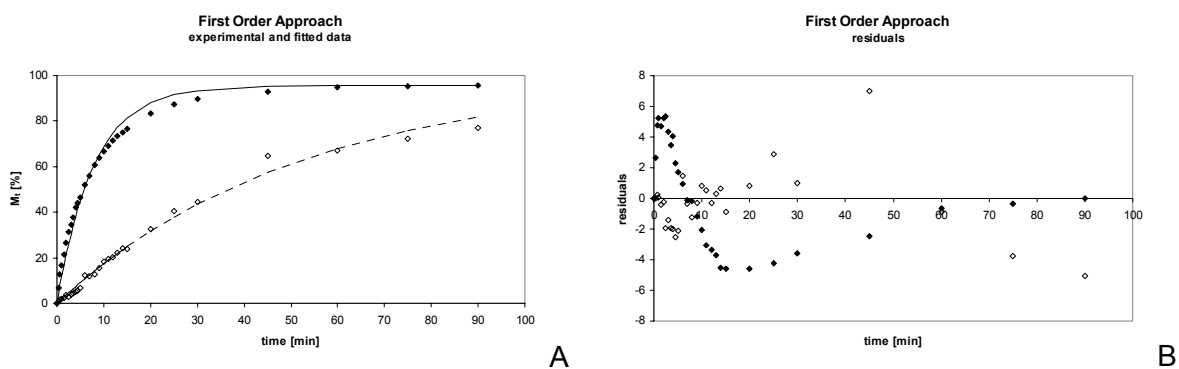 First Order Approach
experimental and fitted data
100
80
60
40
20
0
Mt [%]
0 10 20 30 40 50 60 70 80 90 100
time [min]
A
First Order Approach
residuals
8
6
4
2
0
-2
-4
-6
-8
residuals
0 10 20 30 40 50 60 70 80 90 100
time [min]
B